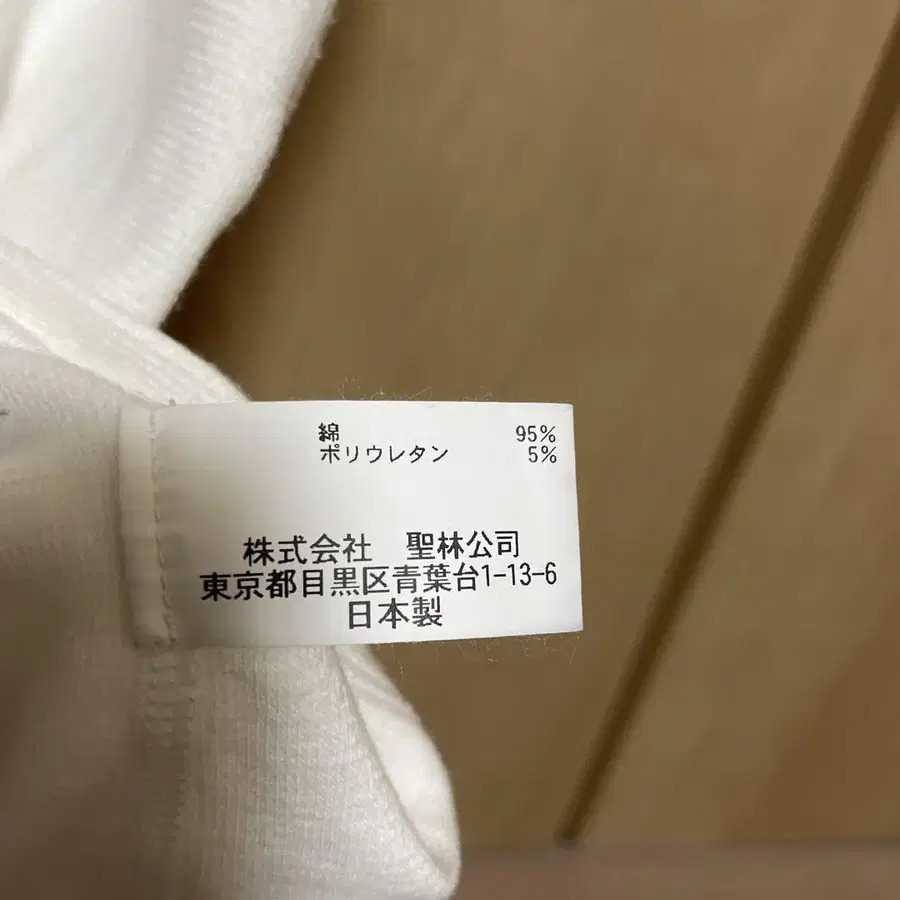 綿 95%
ポリウレタン 5%
株式会社 聖林公司
東京都目黒区青葉台1-13-6
日本製